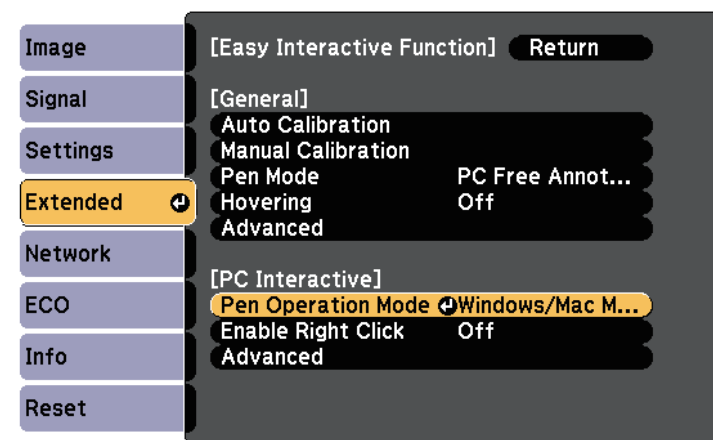 Image
Signal
Settings
Extended
Network
ECO
Info
Reset
[Easy Interactive Function] Return
[General]
Auto Calibration
Manual Calibration
Pen Mode PC Free Annot...
Hovering Off
Advanced
[PC Interactive]
Pen Operation Mode Windows/Mac M...
Enable Right Click Off
Advanced